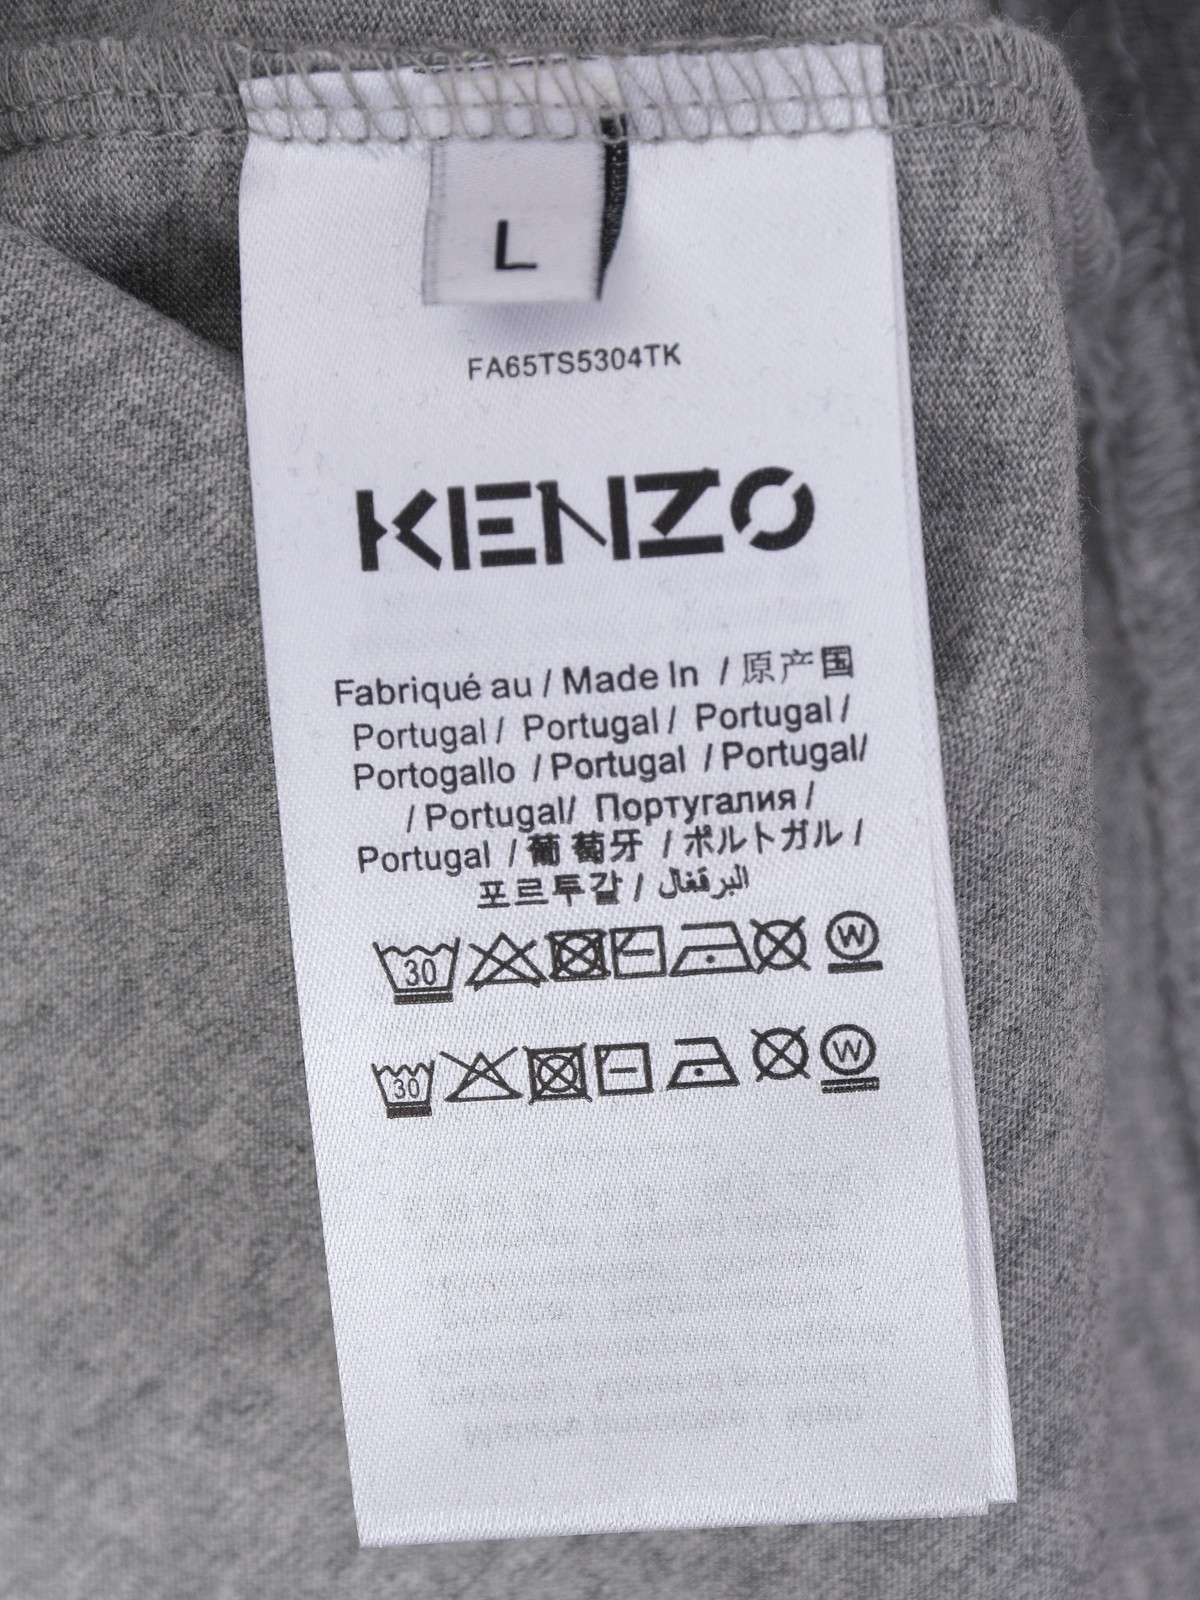 L
FA65TS5304TK
KENZO
Fabriqué au / Made In / 原产国
Portugal / Portugal / Portugal /
Portogallo / Portugal / Portugal/
/ Portugal/ Португалия /
Portugal / 葡萄牙 / ポルトガル /
포르투갈 / البرتغال
30 W
30 W